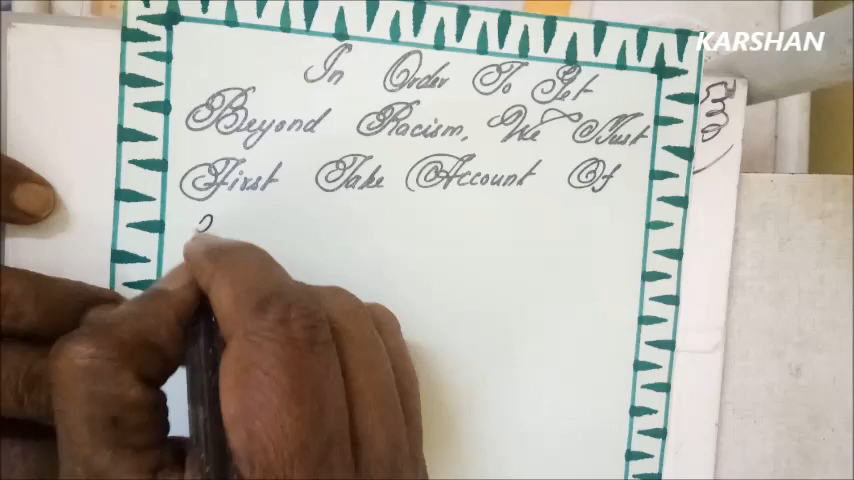 KARSHAN
In Order To Get
Beyond Racism, We Must
First Take Account Of